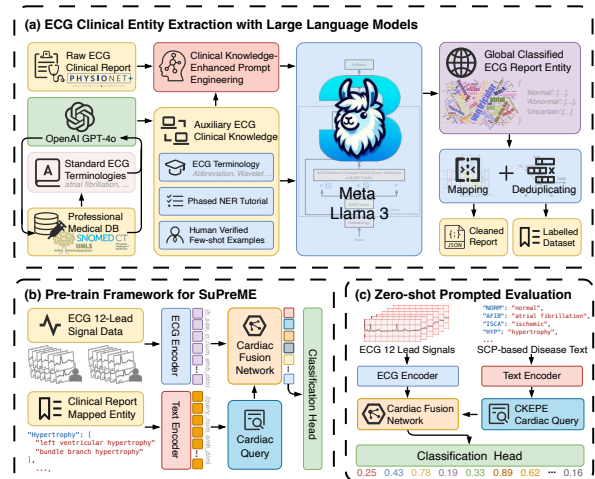 (a) ECG Clinical Entity Extraction with Large Language Models
Raw ECG
Clinical Report
PHYSIONET
Clinical Knowledge-
Enhanced Prompt
Engineering
Global Classified
ECG Report Entity
{
'Normal': [...],
'Abnormal': [...],
'Uncertain': [...]
}
OpenAI GPT-4o
Auxiliary ECG
Clinical Knowledge
Standard ECG
Terminologies
atrial fibrillation, ...
ECG Terminology
Abbreviation, Wavelet, ...
Phased NER Tutorial
Human Verified
Few-shot Examples
Professional
Medical DB
SNOMED CT
UMLS
Meta
Llama 3
Mapping
+
Deduplicating
{:}
JSON
Cleaned
Report
Labelled
Dataset
(b) Pre-train Framework for SuPreME
ECG 12-Lead
Signal Data
ECG Encoder
Cardiac
Fusion
Network
Classification Head
Clinical Report
Mapped Entity
Text Encoder
Cardiac
Query
"Hypertrophy": [
"left ventricular hypertrophy"
"bundle branch hypertrophy"
],
...,
(c) Zero-shot Prompted Evaluation
"NORM": "normal",
"AFIB": "atrial fibrillation",
"ISCA": "ischemic",
"HYP": "hypertrophy",
...
ECG 12 Lead Signals
SCP-based Disease Text
ECG Encoder
Text Encoder
Cardiac Fusion
Network
CKEPE
Cardiac Query
Classification Head
0.25 0.43 0.78 0.19 0.33 0.89 0.62 ... 0.16